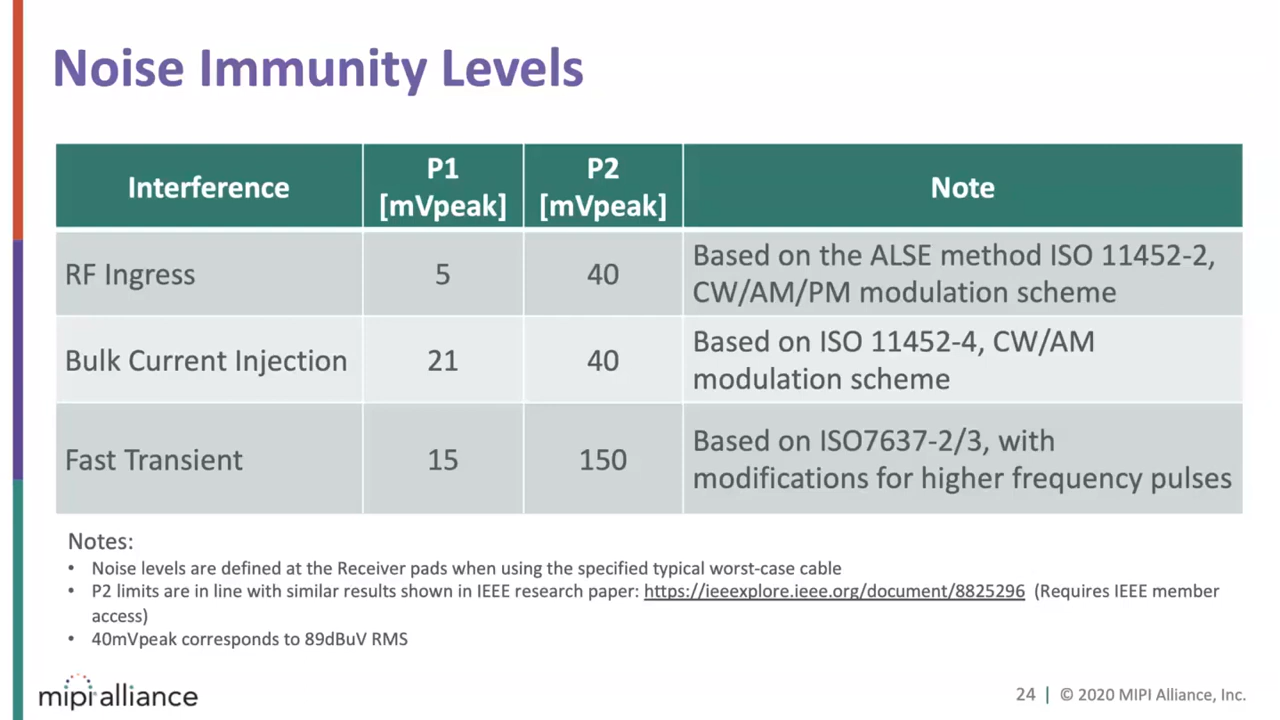 Noise Immunity Levels
Interference
P1
[mVpeak]
P2
[mVpeak]
Note
RF Ingress
5
40
Based on the ALSE method ISO 11452-2,
CW/AM/PM modulation scheme
Bulk Current Injection
21
40
Based on ISO 11452-4, CW/AM
modulation scheme
Fast Transient
15
150
Based on ISO7637-2/3, with
modifications for higher frequency pulses
Notes:
• Noise levels are defined at the Receiver pads when using the specified typical worst-case cable
• P2 limits are in line with similar results shown in IEEE research paper: https://ieeexplore.ieee.org/document/8825296 (Requires IEEE member
access)
• 40mVpeak corresponds to 89dBuV RMS
mipi alliance
24 | © 2020 MIPI Alliance, Inc.